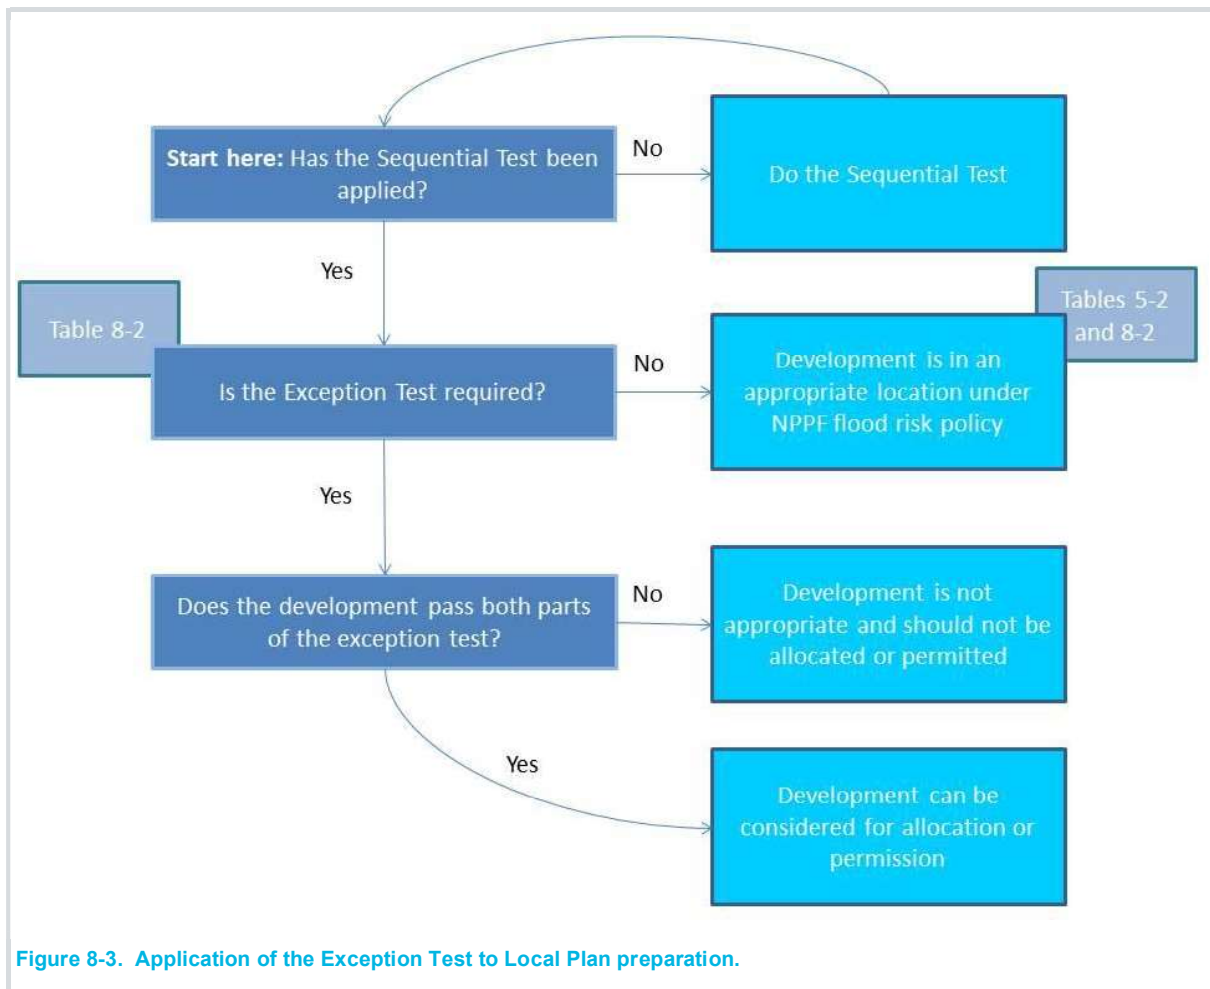 Start here: Has the Sequential Test been
applied?
No
Do the Sequential Test
Yes
Table 8-2
Tables 5-2
and 8-2
Is the Exception Test required?
No
Development is in an
appropriate location under
NPPF flood risk policy
Yes
Does the development pass both parts
of the exception test?
No
Development is not
appropriate and should not be
allocated or permitted
Yes
Development can be
considered for allocation or
permission
Figure 8-3. Application of the Exception Test to Local Plan preparation.